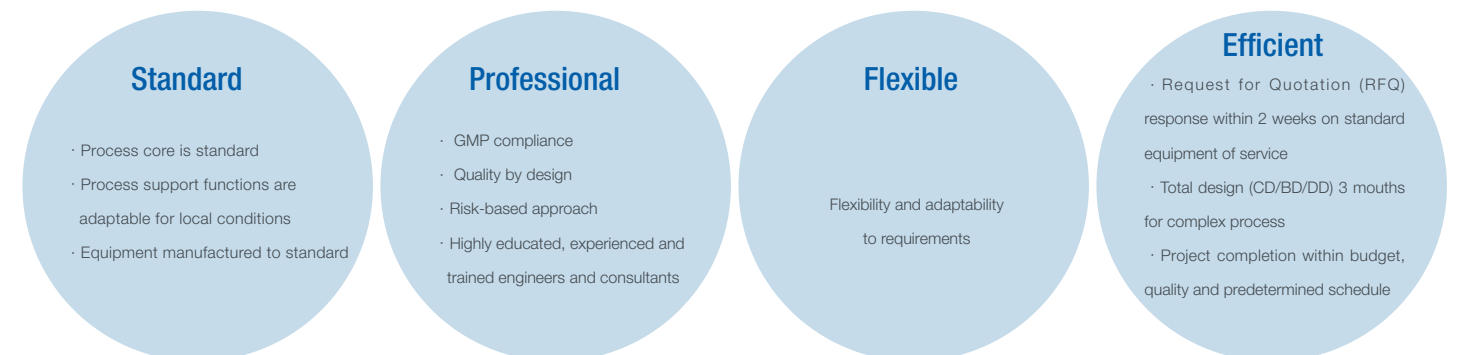 Standard
· Process core is standard
· Process support functions are
adaptable for local conditions
· Equipment manufactured to standard
Professional
· GMP compliance
· Quality by design
· Risk-based approach
· Highly educated, experienced and
trained engineers and consultants
Flexible
Flexibility and adaptability
to requirements
Efficient
· Request for Quotation (RFQ)
response within 2 weeks on standard
equipment of service
· Total design (CD/BD/DD) 3 mouths
for complex process
· Project completion within budget,
quality and predetermined schedule